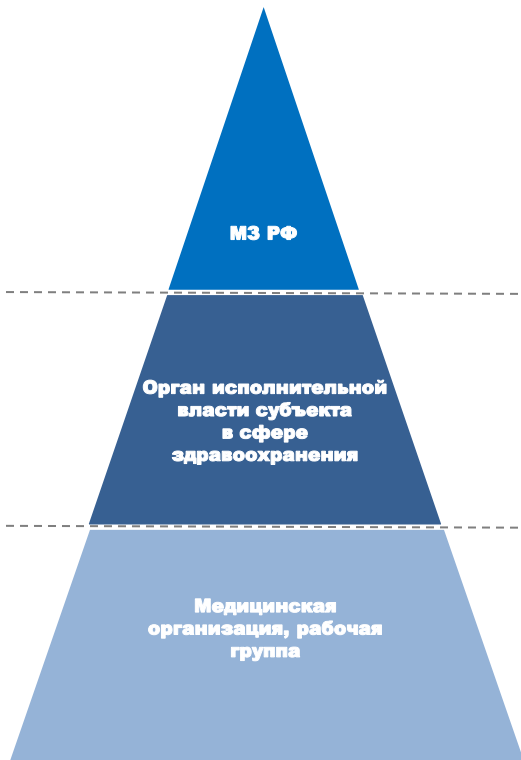 МЗ РФ
Орган исполнительной
власти субъекта
в сфере
здравоохранения
Медицинская
организация, рабочая
группа